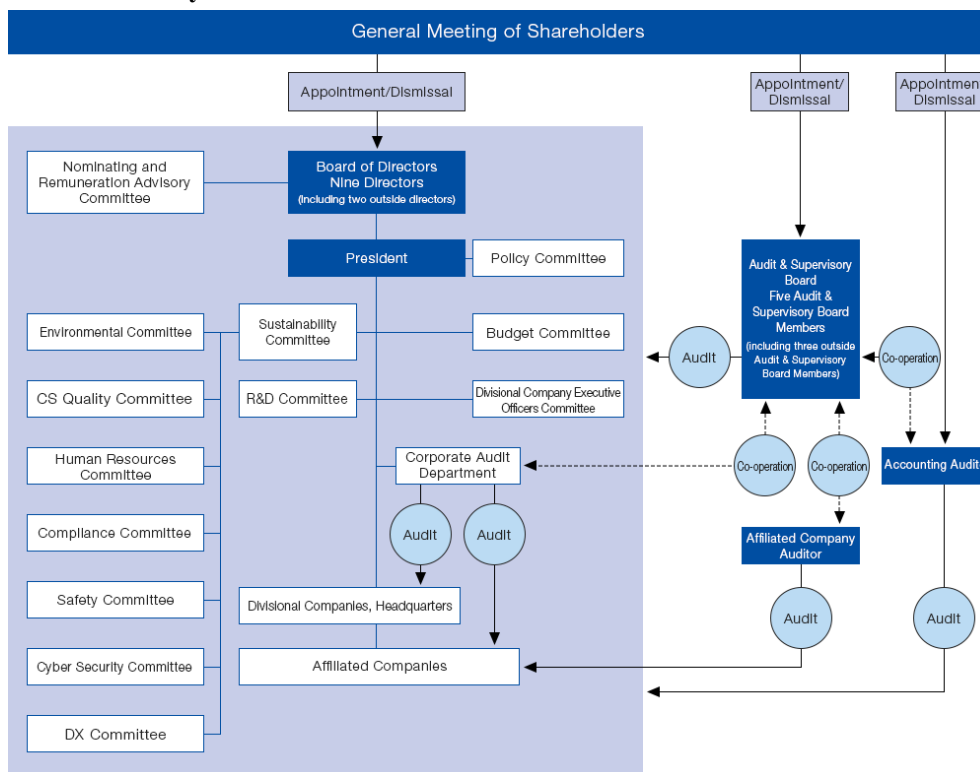 General Meeting of Shareholders
Appointment/Dismissal
Appointment/
Dismissal
Appointment
Dismissal
Nominating and
Remuneration Advisory
Committee
Board of Directors
Nine Directors
(including two outside directors)
President
Policy Committee
Audit & Supervisory
Board
Five Audit &
Supervisory Board
Members
(including three outside
Audit & Supervisory
Board Members)
Environmental Committee
Sustainability
Committee
Budget Committee
Audit
Co-operation
CS Quality Committee
R&D Committee
Divisional Company Executive
Officers Committee
Human Resources
Committee
Corporate Audit
Department
Co-operation
Co-operation
Accounting Audito
Compliance Committee
Audit
Audit
Affiliated Company
Auditor
Safety Committee
Divisional Companies, Headquarters
Audit
Audit
Cyber Security Committee
Affiliated Companies
DX Committee